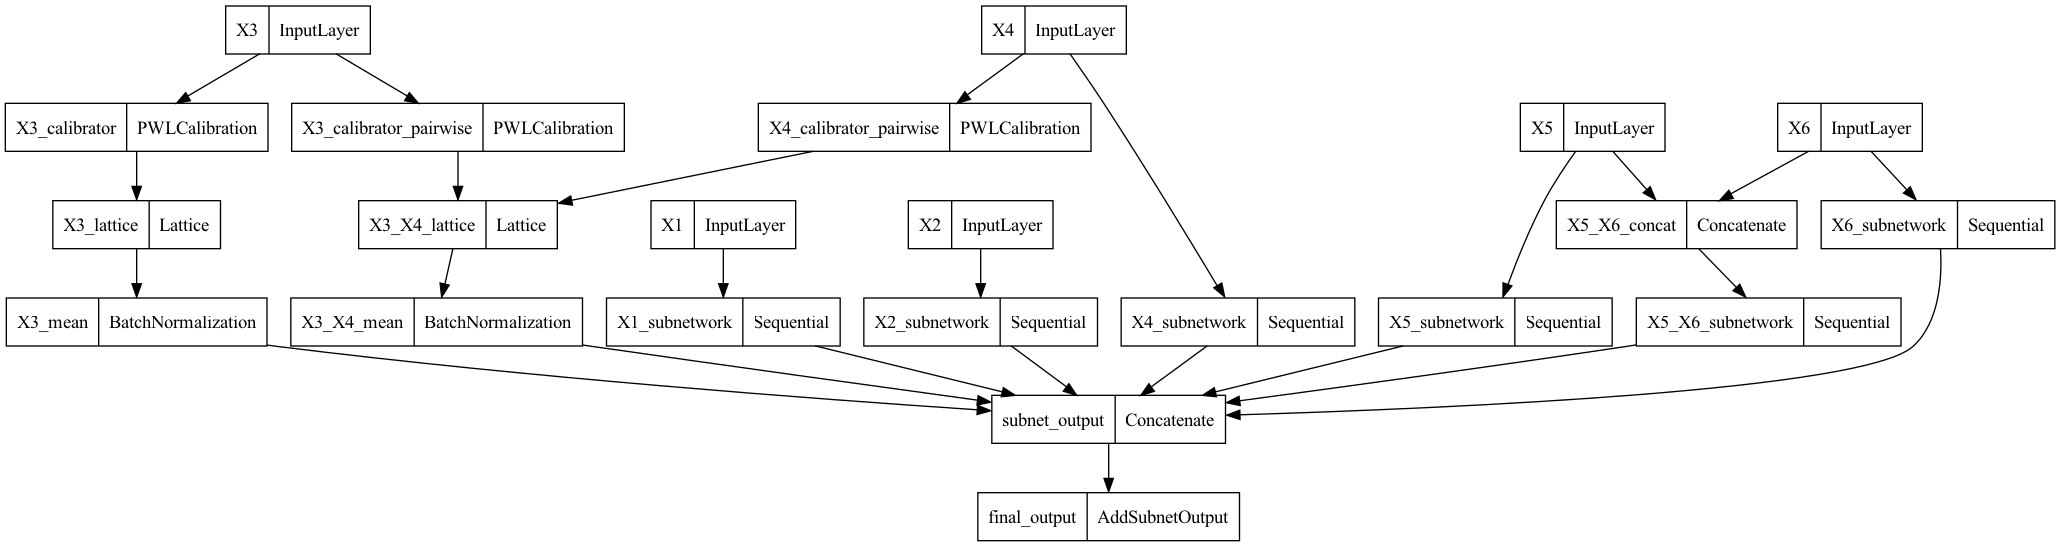 X3 InputLayer
X4 InputLayer
X3_calibrator PWLCalibration
X3_calibrator_pairwise PWLCalibration
X4_calibrator_pairwise PWLCalibration
X5 InputLayer
X6 InputLayer
X3_lattice Lattice
X3_X4_lattice Lattice
X1 InputLayer
X2 InputLayer
X5_X6_concat Concatenate
X6_subnetwork Sequential
X3_mean BatchNormalization
X3_X4_mean BatchNormalization
X1_subnetwork Sequential
X2_subnetwork Sequential
X4_subnetwork Sequential
X5_subnetwork Sequential
X5_X6_subnetwork Sequential
subnet_output Concatenate
final_output AddSubnetOutput